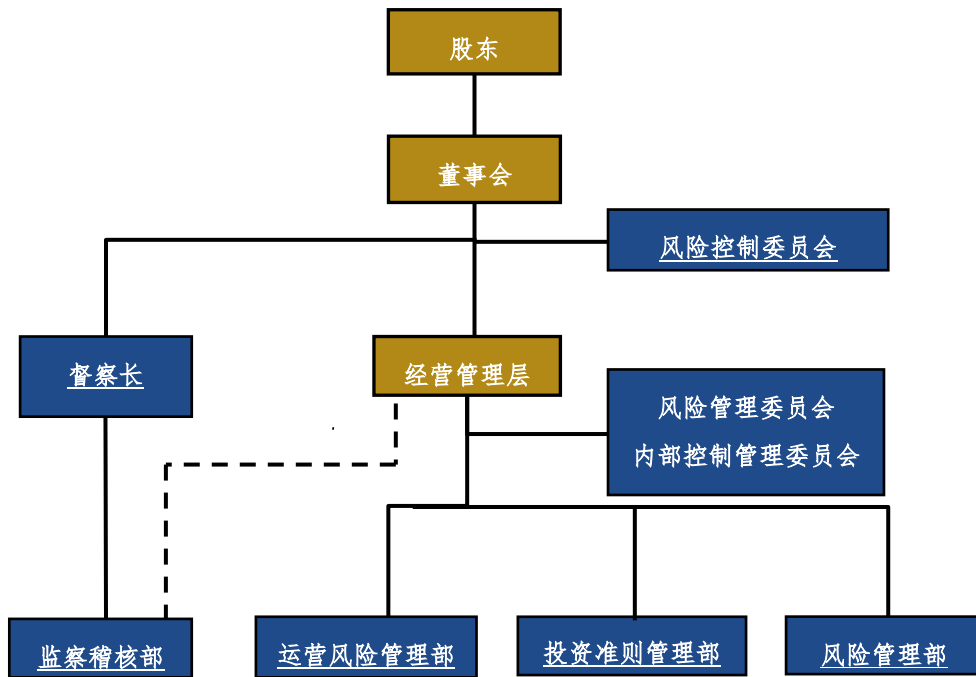 股东
董事会
风险控制委员会
督察长
经营管理层
风险管理委员会
内部控制管理委员会
监察稽核部
运营风险管理部
投资准则管理部
风险管理部